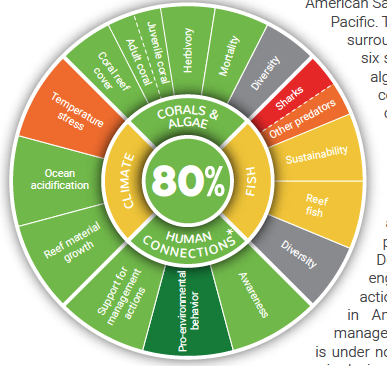 American Sa
Pacific. T
surrou
six s
alg
c
p
D
eng
actio
in Am
manage
is under no
CORALS &
ALGAE
FISH
HUMAN
CONNECTIONS*
CLIMATE
80%
Coral reef
cover
Adult coral
Juvenile coral
Herbivory
Mortality
Diversity
Sharks
Other predators
Sustainability
Reef
fish
Diversity
Awareness
Pro-environmental
behavior
Support for
management
actions
Reef material
growth
Ocean
acidification
Temperature
stress